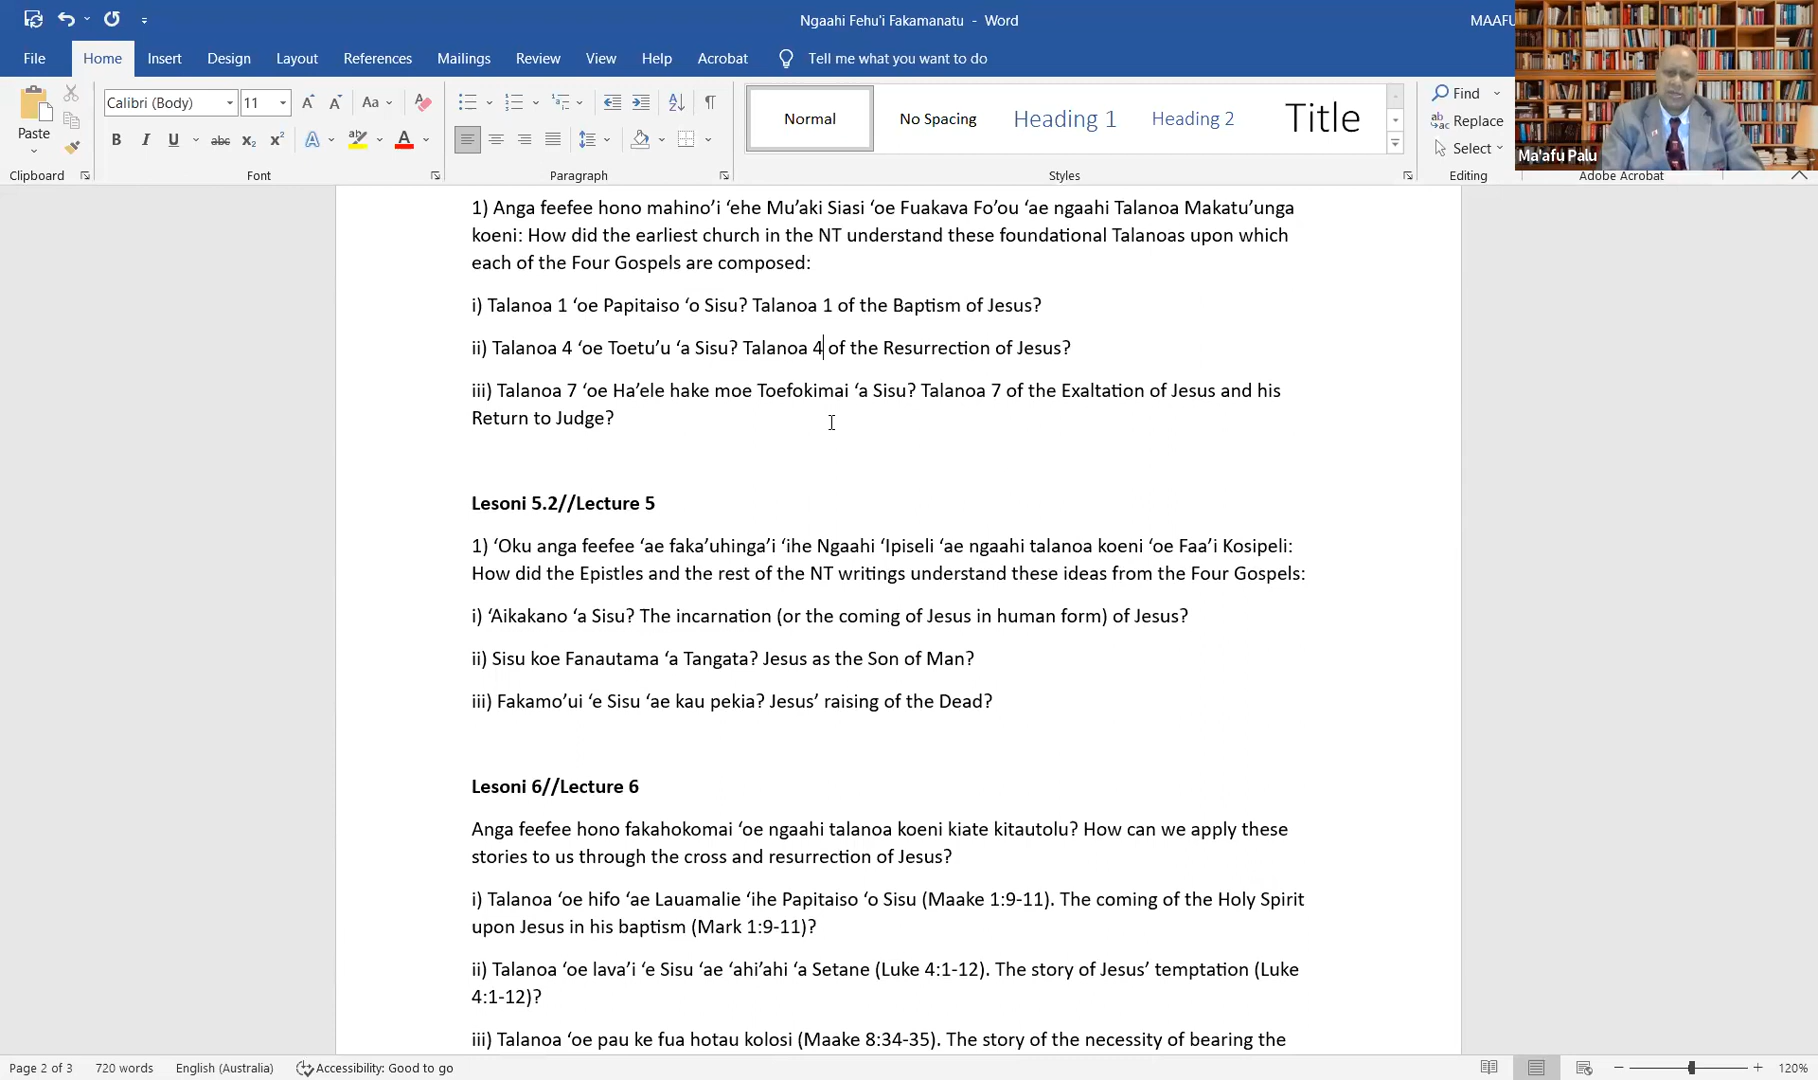 Ngaahi Fehu'i Fakamanatu - Word
MAAFU
File Home Insert Design Layout References Mailings Review View Help Acrobat Tell me what you want to do
Paste
Clipboard
Calibri (Body) 11
Font
Paragraph
Normal
No Spacing
Heading 1
Heading 2
Title
Styles
Find
Replace
Select
Editing
Adobe Acrobat
Ma'afu Palu
1) Anga feefee hono mahino’i ‘ehe Mu’aki Siasi ‘oe Fuakava Fo’ou ‘ae ngaahi Talanoa Makatu’unga
koeni: How did the earliest church in the NT understand these foundational Talanoas upon which
each of the Four Gospels are composed:
i) Talanoa 1 ‘oe Papitaiso ‘o Sisu? Talanoa 1 of the Baptism of Jesus?
ii) Talanoa 4 ‘oe Toetu’u ‘a Sisu? Talanoa 4 of the Resurrection of Jesus?
iii) Talanoa 7 ‘oe Ha’ele hake moe Toefokimai ‘a Sisu? Talanoa 7 of the Exaltation of Jesus and his
Return to Judge?
Lesoni 5.2//Lecture 5
1) ‘Oku anga feefee ‘ae faka’uhinga’i ‘ihe Ngaahi ‘Ipiseli ‘ae ngaahi talanoa koeni ‘oe Faa’i Kosipeli:
How did the Epistles and the rest of the NT writings understand these ideas from the Four Gospels:
i) ‘Aikakano ‘a Sisu? The incarnation (or the coming of Jesus in human form) of Jesus?
ii) Sisu koe Fanautama ‘a Tangata? Jesus as the Son of Man?
iii) Fakamo’ui ‘e Sisu ‘ae kau pekia? Jesus’ raising of the Dead?
Lesoni 6//Lecture 6
Anga feefee hono fakahokomai ‘oe ngaahi talanoa koeni kiate kitautolu? How can we apply these
stories to us through the cross and resurrection of Jesus?
i) Talanoa ‘oe hifo ‘ae Lauamalie ‘ihe Papitaiso ‘o Sisu (Maake 1:9-11). The coming of the Holy Spirit
upon Jesus in his baptism (Mark 1:9-11)?
ii) Talanoa ‘oe lava’i ‘e Sisu ‘ae ‘ahi’ahi ‘a Setane (Luke 4:1-12). The story of Jesus’ temptation (Luke
4:1-12)?
iii) Talanoa ‘oe pau ke fua hotau kolosi (Maake 8:34-35). The story of the necessity of bearing the
Page 2 of 3 720 words English (Australia) Accessibility: Good to go 120%